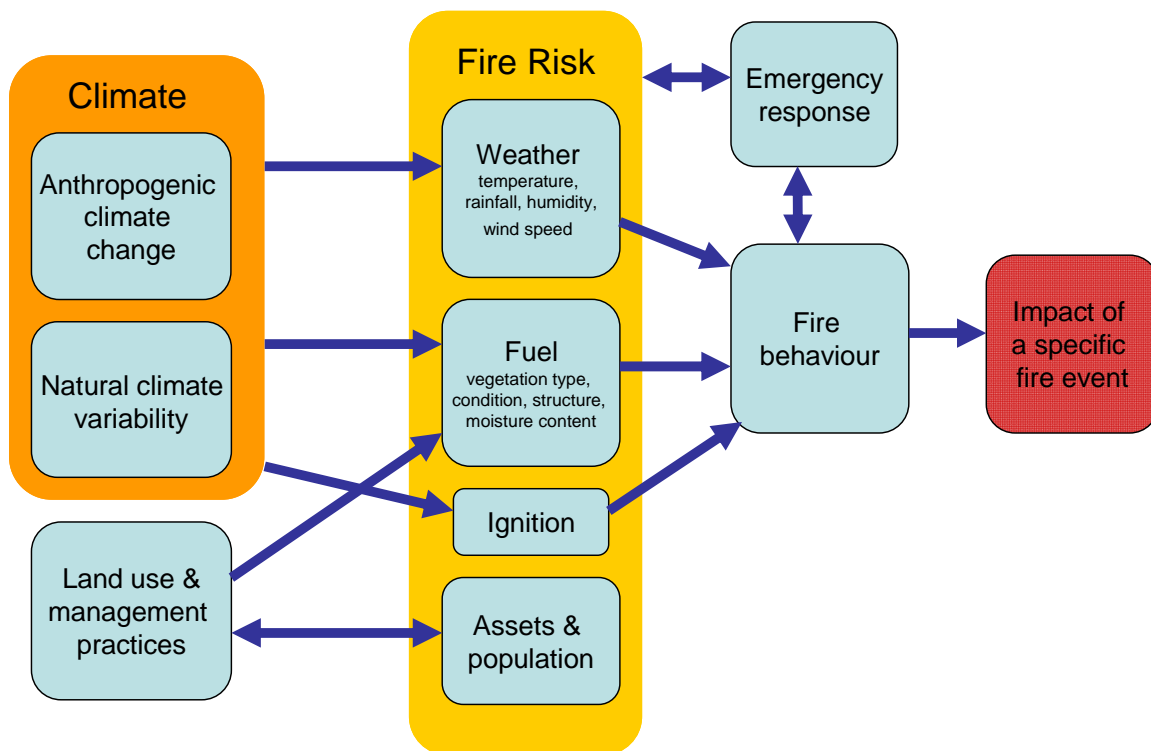 Climate
Anthropogenic
climate
change
Natural climate
variability
Land use &
management
practices
Fire Risk
Weather
temperature,
rainfall, humidity,
wind speed
Fuel
vegetation type,
condition, structure,
moisture content
Ignition
Assets &
population
Emergency
response
Fire
behaviour
Impact of
a specific
fire event